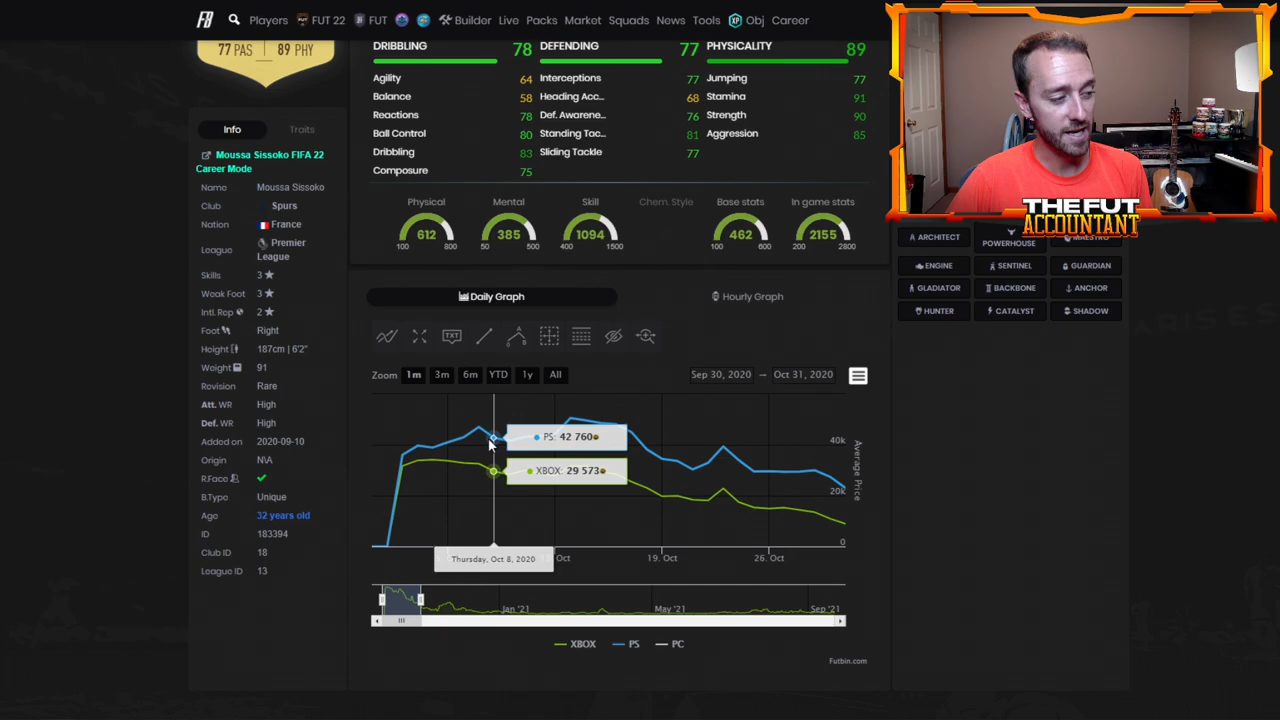 FB Players FUT 22 FUT Builder Live Packs Market Squads News Tools XP Obj Career
77 PAS 89 PHY
DRIBBLING 78 DEFENDING 77 PHYSICALITY 89
Agility 64 Interceptions 77 Jumping 77
Balance 58 Heading Acc... 68 Stamina 91
Reactions 78 Def. Awarene... 76 Strength 90
Ball Control 80 Standing Tac... 81 Aggression 85
Dribbling 83 Sliding Tackle 77
Composure 75
Info Traits
Moussa Sissoko FIFA 22
Career Mode
Name Moussa Sissoko
Club Spurs
Nation France
League Premier
League
Skills 3★
Weak Foot 3★
Intl. Rep 2★
Foot Right
Height 187cm | 6'2"
Weight 91
Revision Rare
Att. WR High
Def. WR High
Added on 2020-09-10
Origin N\A
R.Face
B.Type Unique
Age 32 years old
ID 183394
Club ID 18
League ID 13
Physical Mental Skill Chem. Style Base stats In game stats
612 385 1094 462 2155
100 800 50 500 400 1500 100 600 200 2800
Daily Graph Hourly Graph
TXT
Zoom 1m 3m 6m YTD 1y All Sep 30, 2020 → Oct 31, 2020
PS: 42 760
XBOX: 29 573
40k
20k
0
Average Price
Thursday, Oct 8, 2020
Oct 19. Oct 26. Oct
Jan '21 May '21 Sep '21
XBOX PS PC
Futbin.com
THE FUT
ACCOUNTANT
ARCHITECT POWERHOUSE MAESTRO
ENGINE SENTINEL GUARDIAN
GLADIATOR BACKBONE ANCHOR
HUNTER CATALYST SHADOW